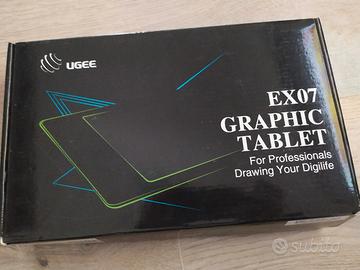 UGEE
EX07
GRAPHIC
TABLET
For Professionals
Drawing Your Digilife
subito